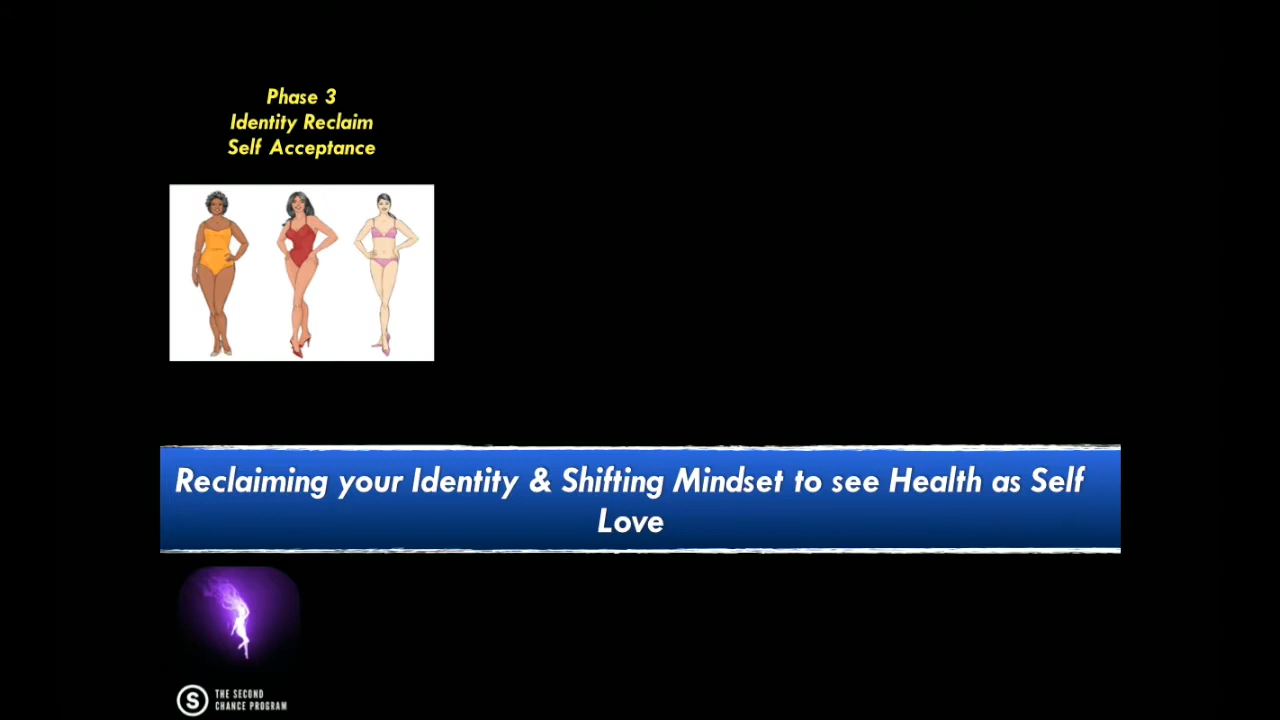 Phase 3
Identity Reclaim
Self Acceptance
Reclaiming your Identity & Shifting Mindset to see Health as Self
Love
S
THE SECOND
CHANCE PROGRAM